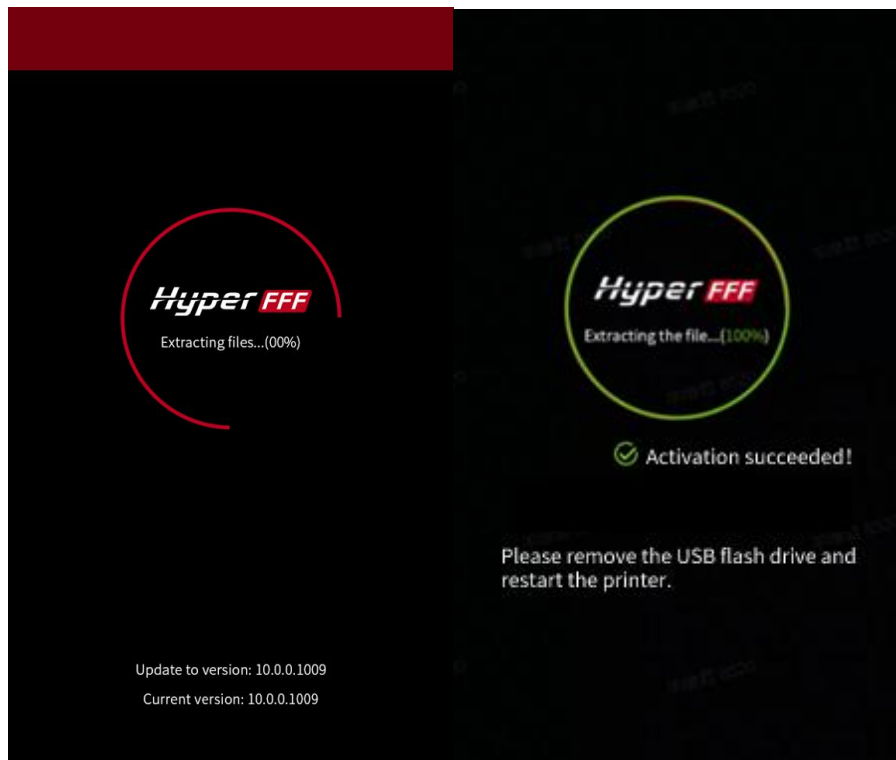 Hyper FFF
Extracting files...(00%)
Update to version: 10.0.0.1009
Current version: 10.0.0.1009
Hyper FFF
Extracting the file...(100%)
Activation succeeded!
Please remove the USB flash drive and
restart the printer.